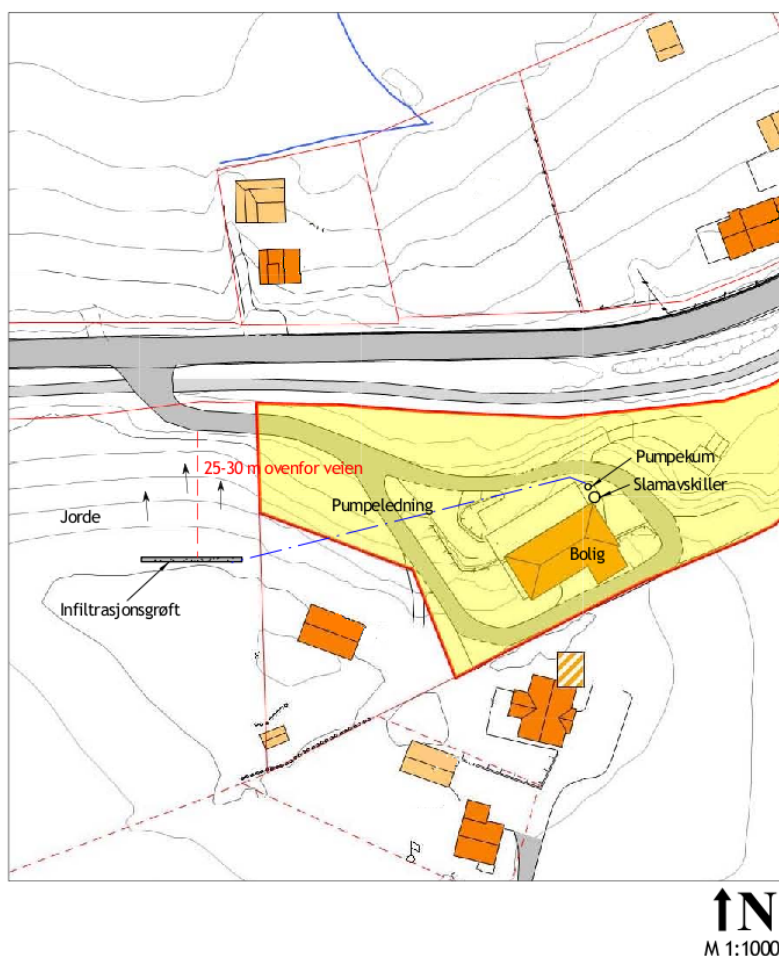 Pumpekum
25-30 m ovenfor veien
Slamavskiller
Pumpeledning
Jorde
Bolig
Infiltrasjonsgrøft
N
M 1:1000